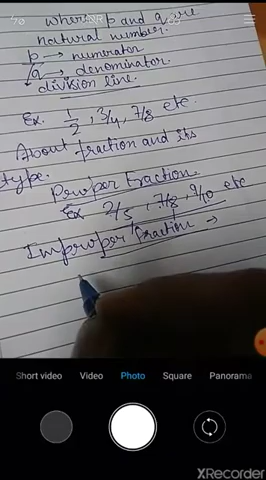 where p and q are
natural number.
p → numerator
q → denominator
division line
Ex. 1/2, 3/4, 7/8 etc.
About fraction and its
type.
Proper Fraction
Ex 2/5, 7/8, 9/10 etc
Improper Fraction →
Short video Video Photo Square Panorama
XRecorder